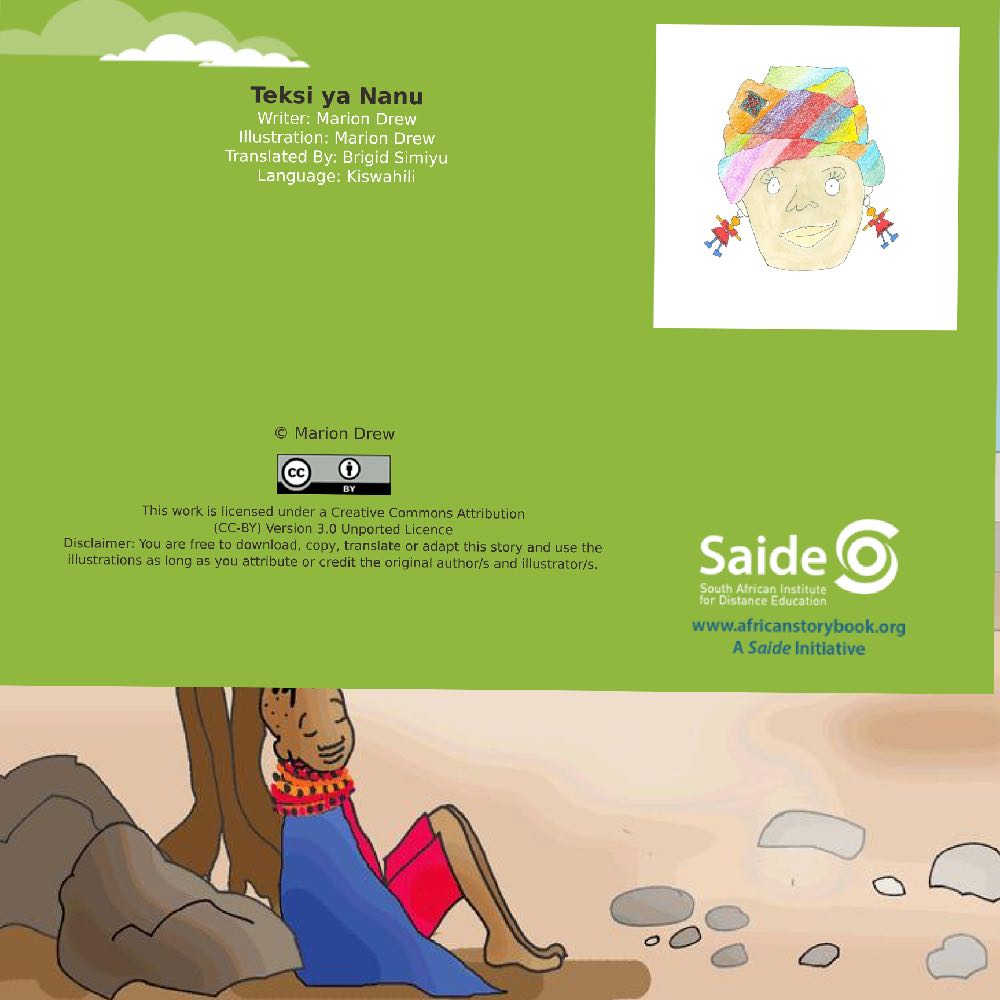 Teksi ya Nanu
Writer: Marion Drew
Illustration: Marion Drew
Translated By: Brigid Simiyu
Language: Kiswahili
© Marion Drew
cc
BY
This work is licensed under a Creative Commons Attribution
(CC-BY) Version 3.0 Unported Licence
Disclaimer: You are free to download, copy, translate or adapt this story and use the
illustrations as long as you attribute or credit the original author/s and illustrator/s.
Saide
South African Institute
for Distance Education
www.africanstorybook.org
A Saide Initiative